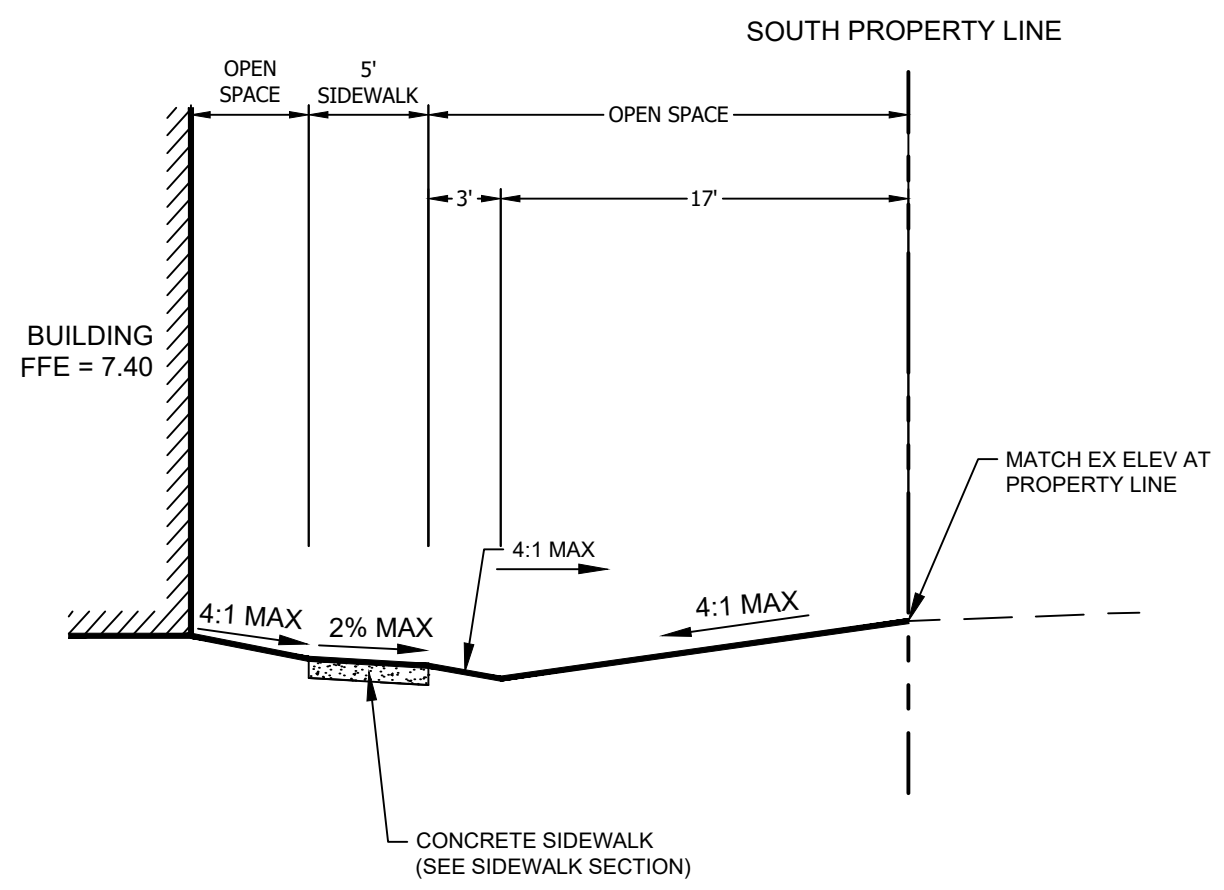 SOUTH PROPERTY LINE
OPEN
SPACE
5'
SIDEWALK
OPEN SPACE
3'
17'
BUILDING
FFE = 7.40
MATCH EX ELEV AT
PROPERTY LINE
4:1 MAX
4:1 MAX
2% MAX
4:1 MAX
CONCRETE SIDEWALK
(SEE SIDEWALK SECTION)